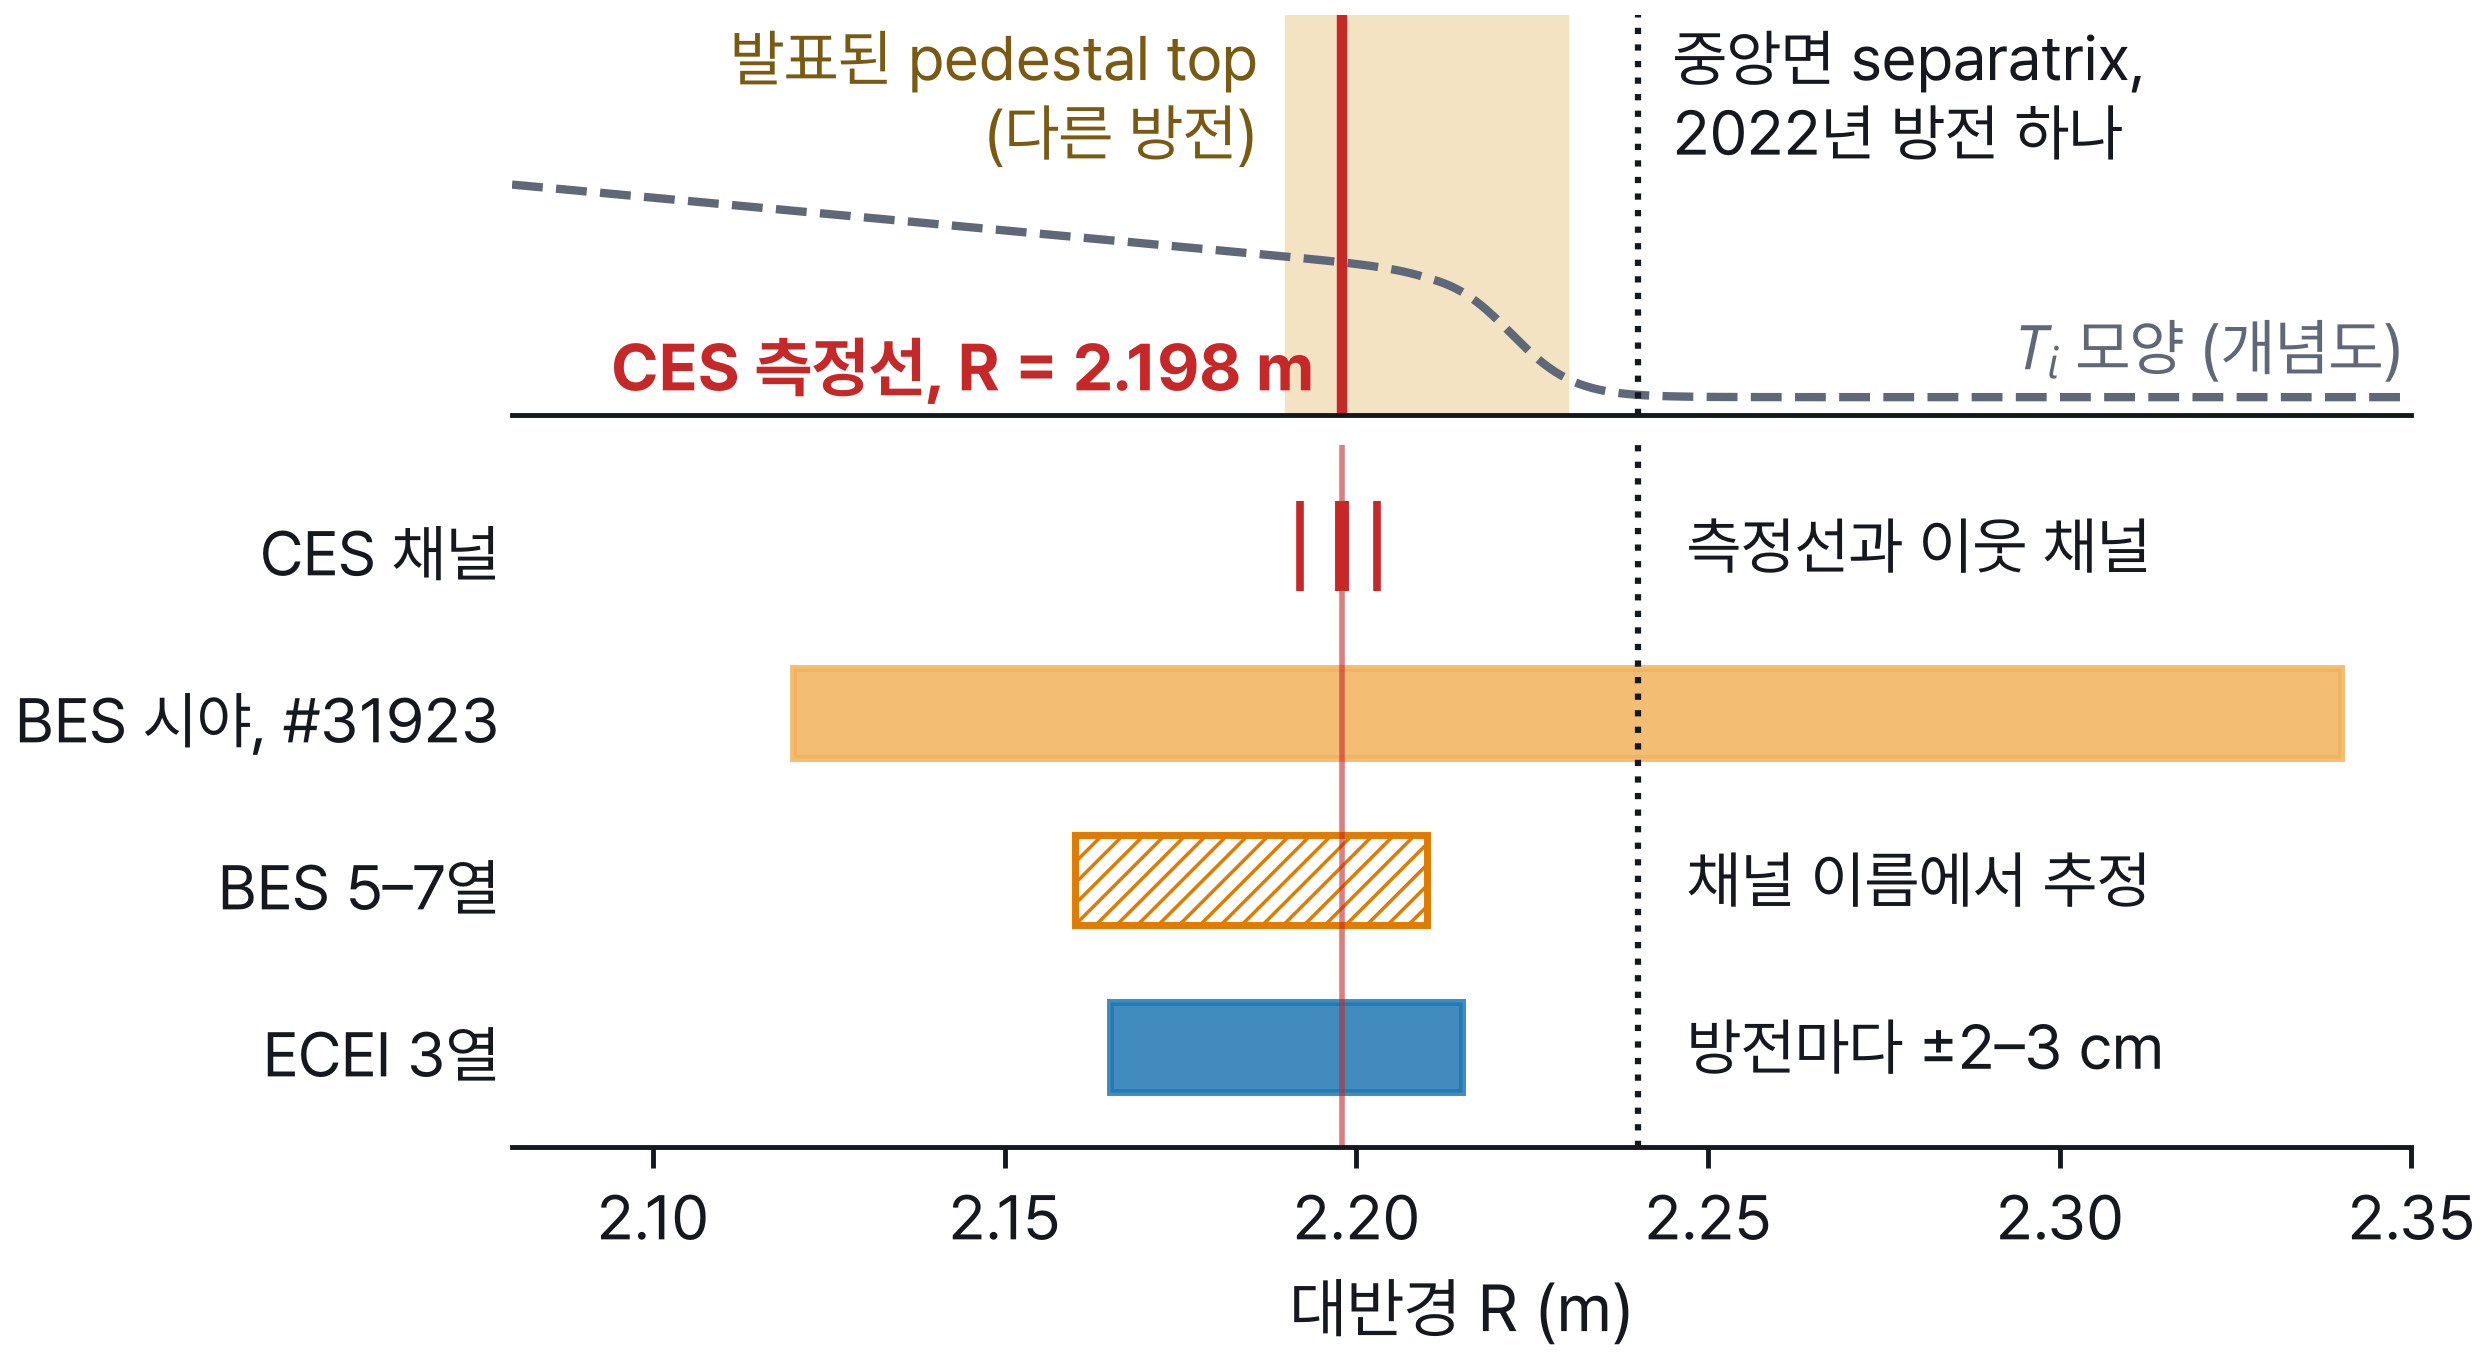 발표된 pedestal top
(다른 방전)
중앙면 separatrix,
2022년 방전 하나
CES 측정선, R = 2.198 m
Ti 모양 (개념도)
CES 채널
측정선과 이웃 채널
BES 시야, #31923
BES 5–7열
채널 이름에서 추정
ECEI 3열
방전마다 ±2–3 cm
2.10 2.15 2.20 2.25 2.30 2.35
대반경 R (m)